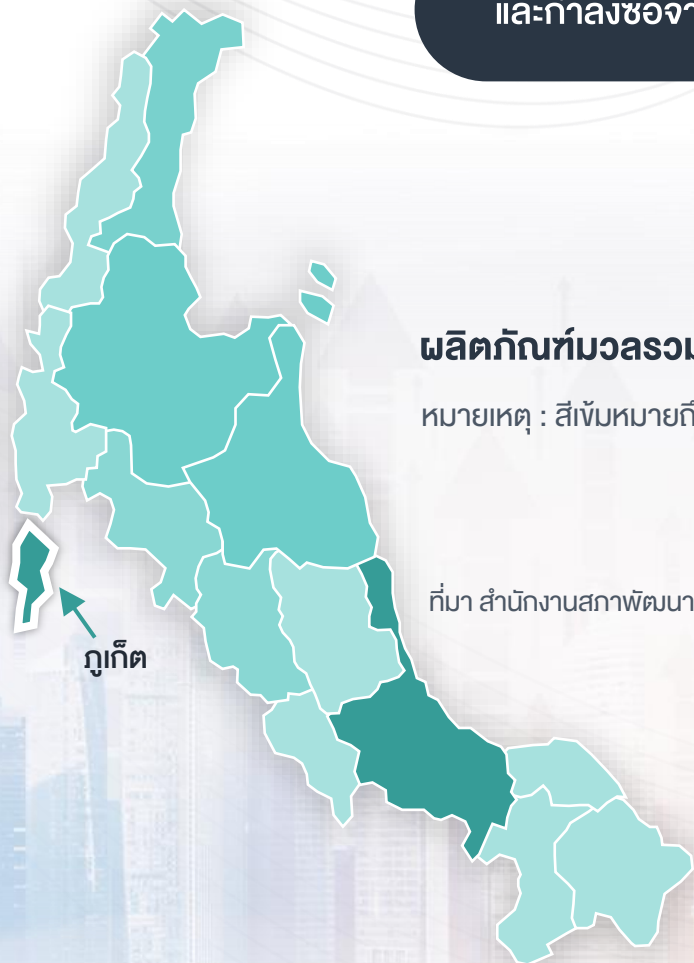 และกำลังซื้อจา
ผลิตภัณฑ์มวลรวม
หมายเหตุ : สีเข้มหมายถึ
ที่มา สำนักงานสภาพัฒนา
ภูเก็ต